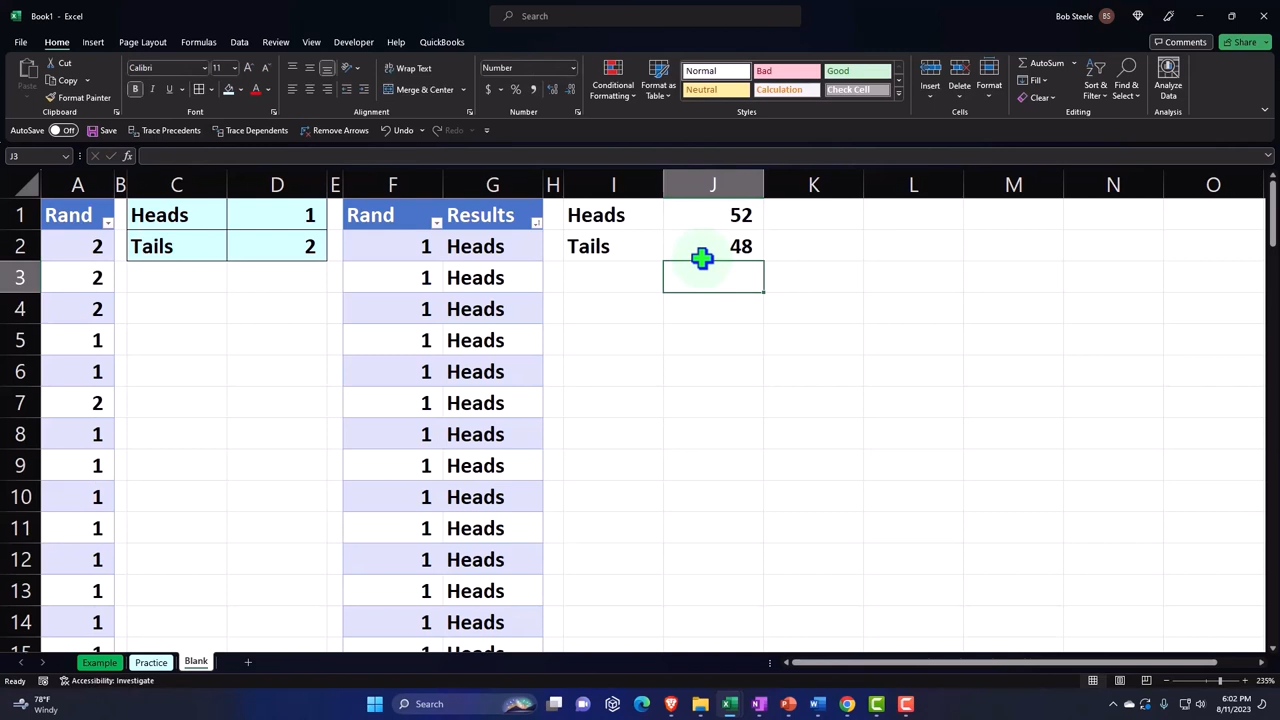 Book1 - Excel
Search
Bob Steele
BS
File Home Insert Page Layout Formulas Data Review View Developer Help QuickBooks
Comments
Share
Paste
Cut
Copy
Format Painter
Clipboard
Calibri
11
B I U
Font
Wrap Text
Merge & Center
Alignment
Number
$ % 9
Number
Conditional Formatting
Format as Table
Normal Bad Good
Neutral Calculation Check Cell
Styles
Insert Delete Format
Cells
AutoSum
Fill
Clear
Sort & Filter
Find & Select
Editing
Analyze Data
Analysis
AutoSave Off Save Trace Precedents Trace Dependents Remove Arrows Undo Redo
J3
fx
A B C D E F G H I J K L M N O
1 Rand Heads 1 Rand Results Heads 52
2 2 Tails 2 1 Heads Tails 48
3 2 1 Heads
4 2 1 Heads
5 1 1 Heads
6 1 1 Heads
7 2 1 Heads
8 1 1 Heads
9 1 1 Heads
10 1 1 Heads
11 1 1 Heads
12 1 1 Heads
13 1 1 Heads
14 1 1 Heads
15 1 1 Heads
Example Practice Blank
Ready
Accessibility: Investigate
235%
78°F
Windy
Search
6:02 PM
8/11/2023